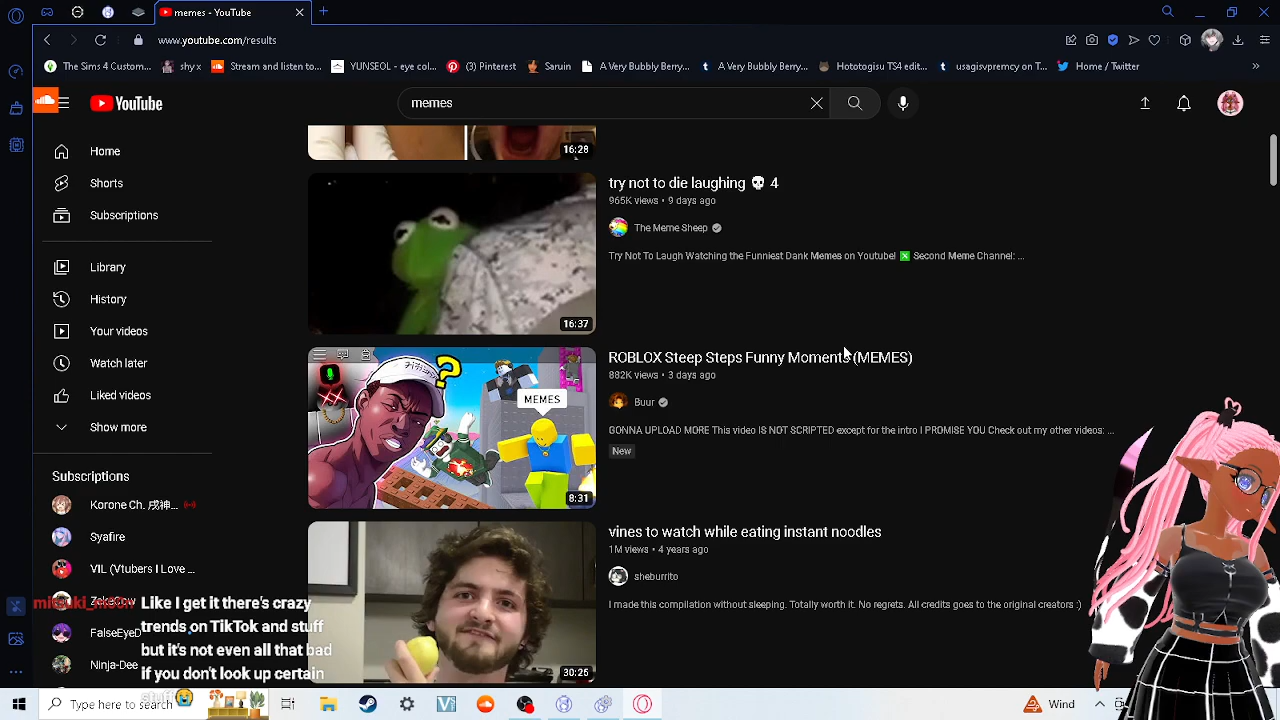 memes - YouTube
www.youtube.com/results
The Sims 4 Custom...
shy x
Stream and listen to...
YUNSEOL - eye col...
(3) Pinterest
Saruin
A Very Bubbly Berry...
A Very Bubbly Berry...
Hototogisu TS4 edit...
usagisvpremcy on T...
Home / Twitter
YouTube
memes
Home
Shorts
Subscriptions
Library
History
Your videos
Watch later
Liked videos
Show more
Subscriptions
Korone Ch. 戌神...
Syafire
VIL (Vtubers I Love ...
ZekeCow
FalseEyeD
Ninja-Dee
16:28
16:37
try not to die laughing 💀 4
965K views • 9 days ago
The Meme Sheep
Try Not To Laugh Watching the Funniest Dank Memes on Youtube! ❎ Second Meme Channel: ...
MEMES
8:31
ROBLOX Steep Steps Funny Moments (MEMES)
882K views • 3 days ago
Buur
GONNA UPLOAD MORE This video IS NOT SCRIPTED except for the intro I PROMISE YOU Check out my other videos: ...
New
30:26
vines to watch while eating instant noodles
1M views • 4 years ago
sheburrito
I made this compilation without sleeping. Totally worth it. No regrets. All credits goes to the original creators :)
Like I get it there's crazy
trends on TikTok and stuff
but it's not even all that bad
if you don't look up certain
stuff😭
Type here to search
Wind